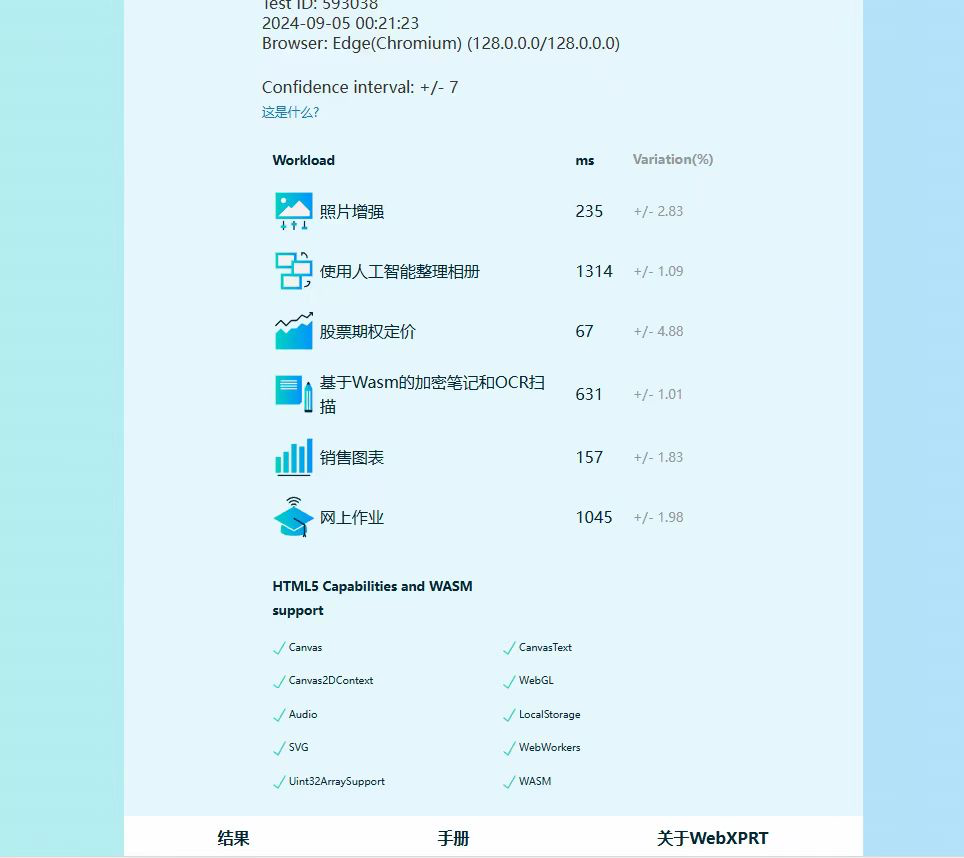 Test ID: 593038
2024-09-05 00:21:23
Browser: Edge(Chromium) (128.0.0.0/128.0.0.0)
Confidence interval: +/- 7
这是什么?
Workload ms Variation(%)
照片增强 235 +/- 2.83
使用人工智能整理相册 1314 +/- 1.09
股票期权定价 67 +/- 4.88
基于Wasm的加密笔记和OCR扫
描 631 +/- 1.01
销售图表 157 +/- 1.83
网上作业 1045 +/- 1.98
HTML5 Capabilities and WASM
support
Canvas CanvasText
Canvas2DContext WebGL
Audio LocalStorage
SVG WebWorkers
Uint32ArraySupport WASM
结果 手册 关于WebXPRT